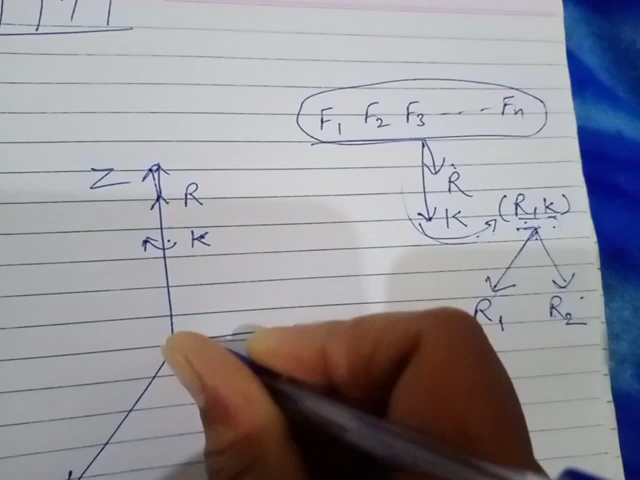 F1 F2 F3 ---- Fn
Z
R
R
K
K
(R,K)
R1 R2